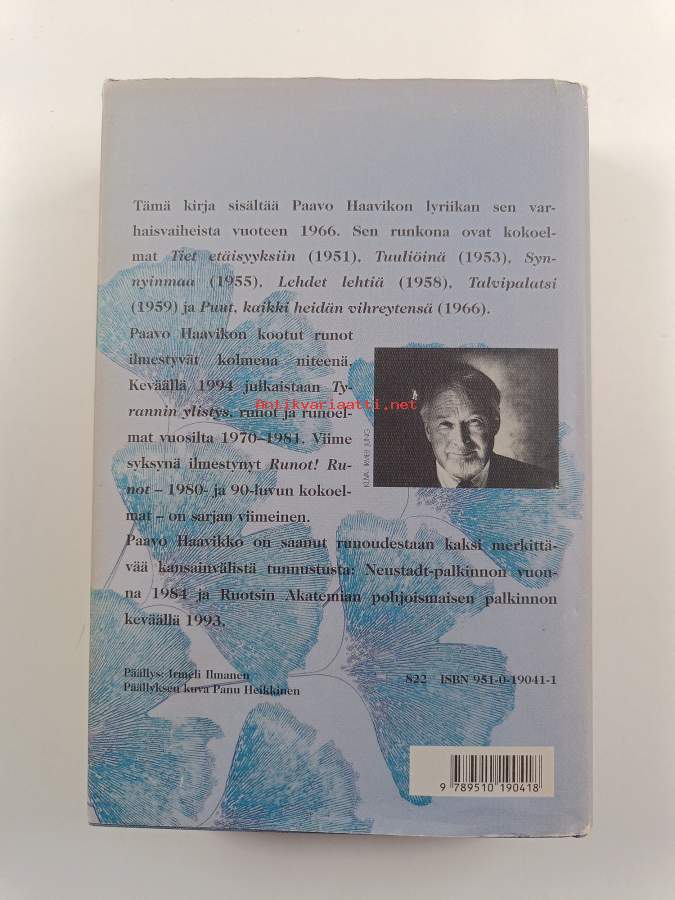 Tämä kirja sisältää Paavo Haavikon lyriikan sen var-
haisvaiheista vuoteen 1966. Sen runkona ovat kokoel-
mat Tiet etäisyyksiin (1951), Tuuliöinä (1953), Syn-
nyinmaa (1955), Lehdet lehtiä (1958), Talvipalatsi
(1959) ja Puut, kaikki heidän vihreytensä (1966).
Paavo Haavikon kootut runot
ilmestyvät kolmena niteenä.
Keväällä 1994 julkaistaan Ty-
rannin ylistys, runot ja runoel-
mat vuosilta 1970–1981. Viime
syksynä ilmestynyt Runot! Ru-
not – 1980- ja 90-luvun kokoel-
mat – on sarjan viimeinen.
Antikvariaatti.net
KUVA: IRMELI JUNG
Paavo Haavikko on saanut runoudestaan kaksi merkittä-
vää kansainvälistä tunnustusta: Neustadt-palkinnon vuon-
na 1984 ja Ruotsin Akatemian pohjoismaisen palkinnon
keväällä 1993.
Päällys: Irmeli Ilmanen
Päällyksen kuva Panu Heikkinen
822 ISBN 951-0-19041-1
9 789510 190418